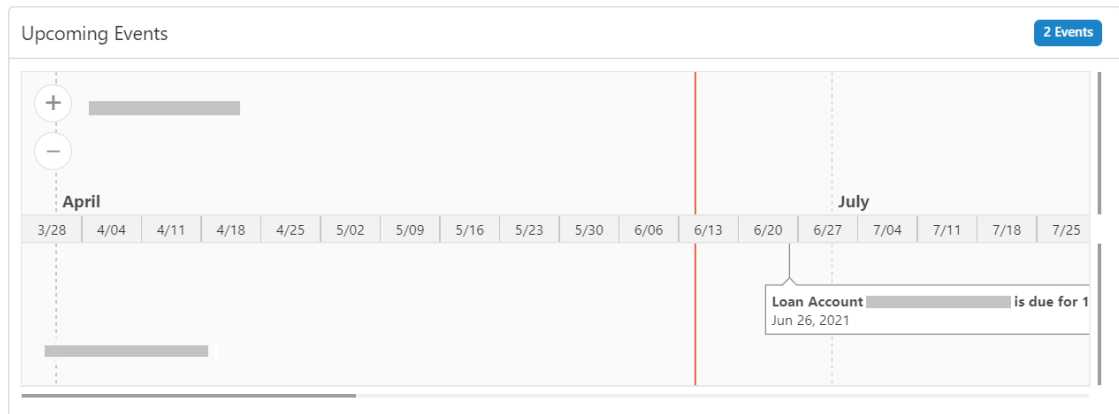 Upcoming Events
2 Events
+
−
April
July
3/28 4/04 4/11 4/18 4/25 5/02 5/09 5/16 5/23 5/30 6/06 6/13 6/20 6/27 7/04 7/11 7/18 7/25
Loan Account is due for 1
Jun 26, 2021